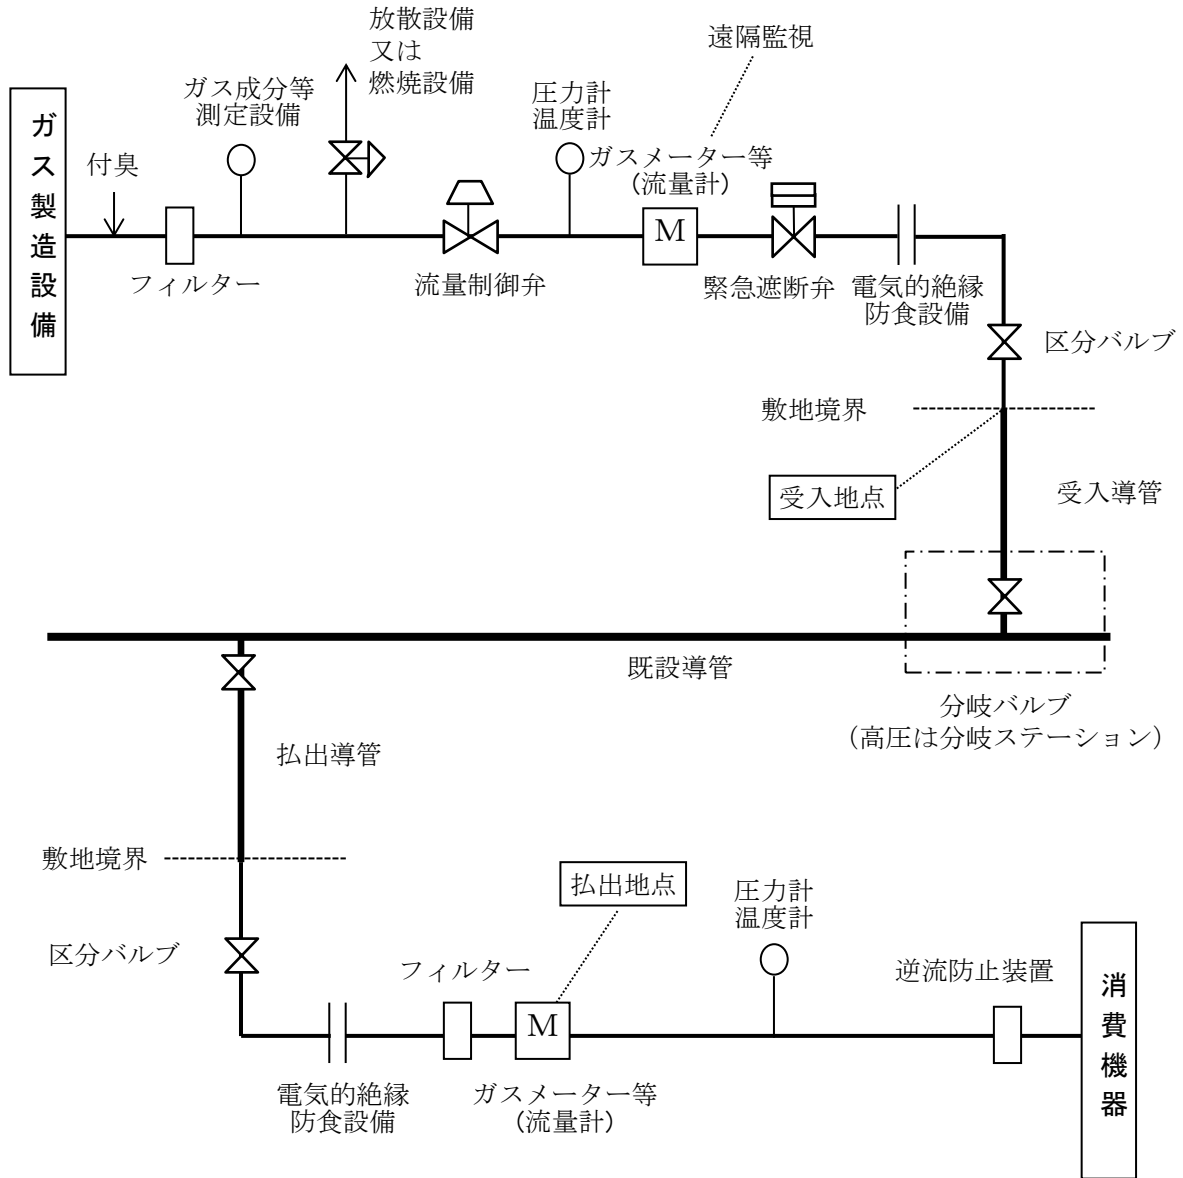 放散設備
又は
燃焼設備
遠隔監視
ガス成分等
測定設備
圧力計
温度計
ガス製造設備
付臭
ガスメーター等
(流量計)
M
フィルター
流量制御弁
緊急遮断弁
電気的絶縁
防食設備
区分バルブ
敷地境界
受入地点
受入導管
既設導管
分岐バルブ
(高圧は分岐ステーション)
払出導管
敷地境界
払出地点
圧力計
温度計
区分バルブ
フィルター
逆流防止装置
消費機器
M
電気的絶縁
防食設備
ガスメーター等
(流量計)